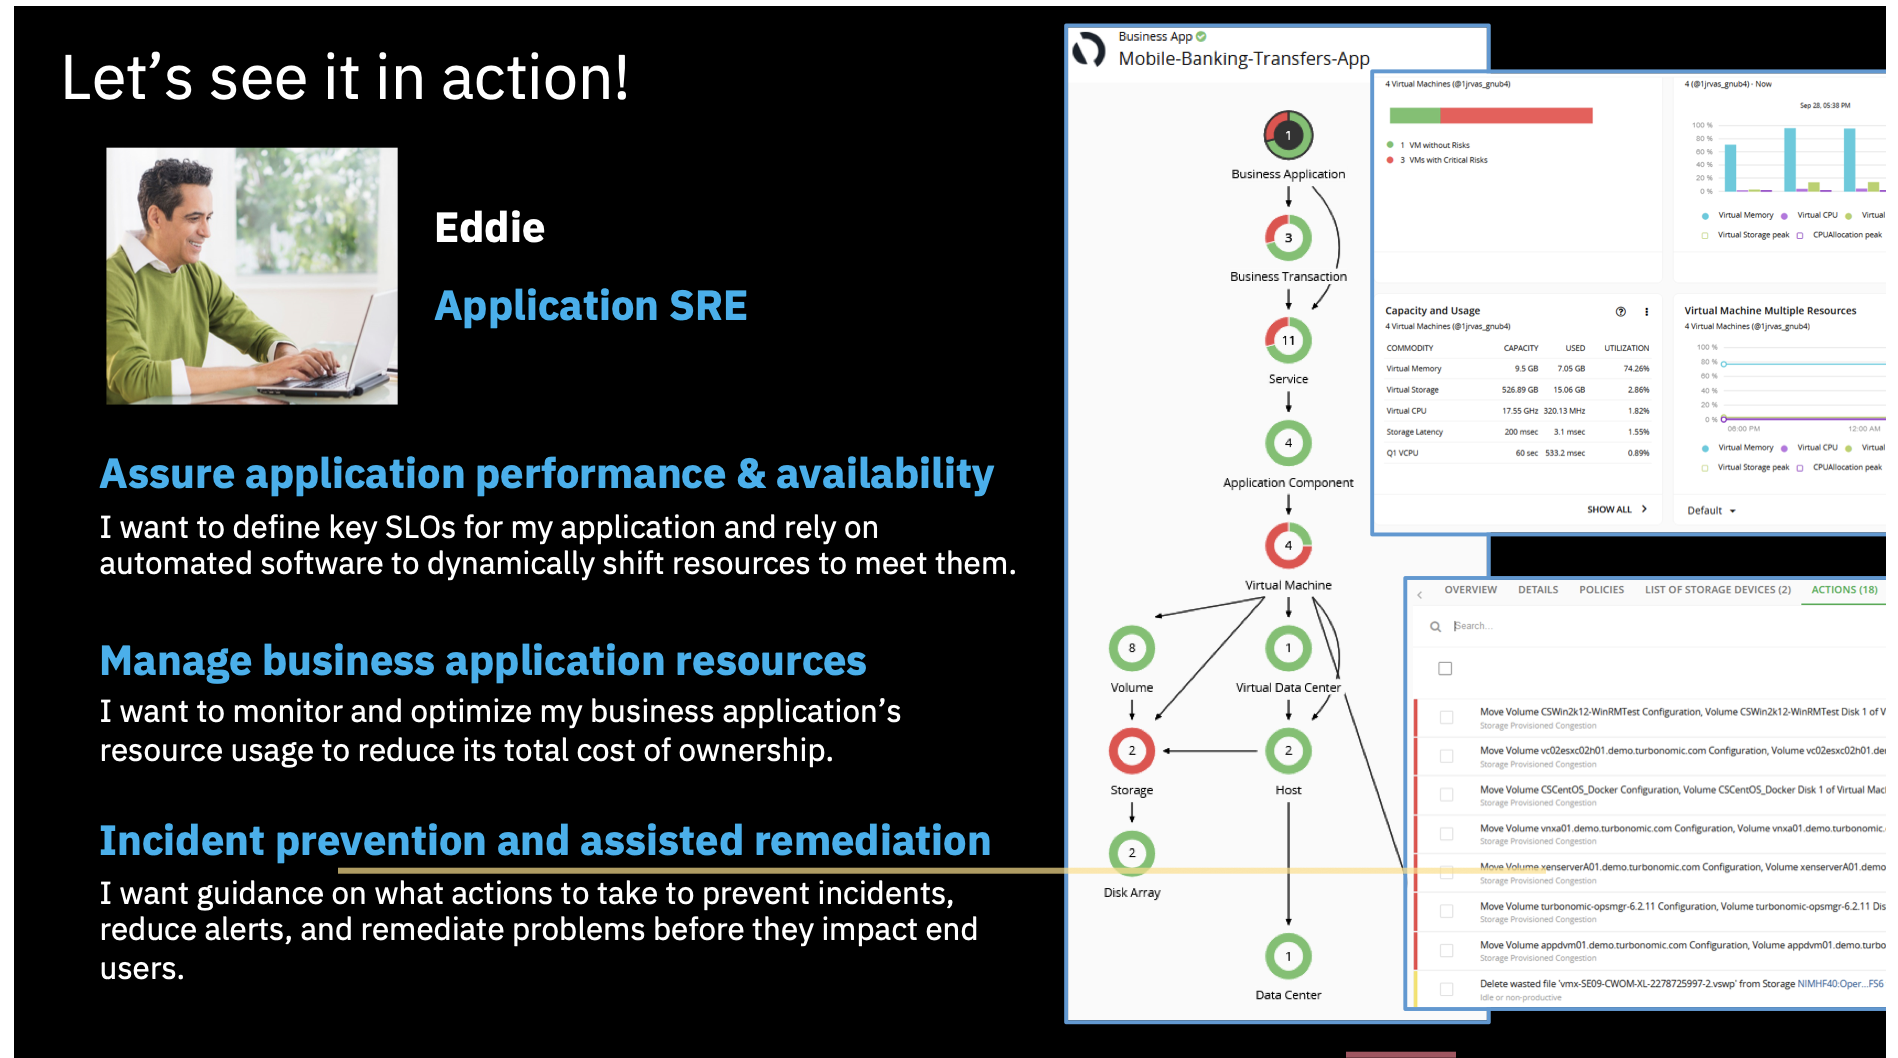 Let’s see it in action!
Eddie
Application SRE
Assure application performance & availability
I want to define key SLOs for my application and rely on
automated software to dynamically shift resources to meet them.
Manage business application resources
I want to monitor and optimize my business application’s
resource usage to reduce its total cost of ownership.
Incident prevention and assisted remediation
I want guidance on what actions to take to prevent incidents,
reduce alerts, and remediate problems before they impact end
users.
Business App
Mobile-Banking-Transfers-App
1
Business Application
3
Business Transaction
11
Service
4
Application Component
4
Virtual Machine
8
Volume
1
Virtual Data Center
2
Storage
2
Host
2
Disk Array
1
Data Center
4 Virtual Machines (@1jrvas_gnub4)
1 VM without Risks
3 VMs with Critical Risks
4 (@1jrvas_gnub4) - Now
Sep 28, 05:38 PM
100 %
80 %
60 %
40 %
20 %
0 %
Virtual Memory Virtual CPU Virtual
Virtual Storage peak CPUAllocation peak
Capacity and Usage
4 Virtual Machines (@1jrvas_gnub4)
COMMODITY CAPACITY USED UTILIZATION
Virtual Memory 9.5 GB 7.05 GB 74.26%
Virtual Storage 526.89 GB 15.06 GB 2.86%
Virtual CPU 17.55 GHz 320.13 MHz 1.82%
Storage Latency 200 msec 3.1 msec 1.55%
Q1 VCPU 60 sec 533.2 msec 0.89%
SHOW ALL
Virtual Machine Multiple Resources
4 Virtual Machines (@1jrvas_gnub4)
100 %
80 %
60 %
40 %
20 %
0 %
08:00 PM 12:00 AM
Virtual Memory Virtual CPU Virtual
Virtual Storage peak CPUAllocation peak
Default
OVERVIEW DETAILS POLICIES LIST OF STORAGE DEVICES (2) ACTIONS (18)
Search...
Move Volume CSWin2k12-WinRMTest Configuration, Volume CSWin2k12-WinRMTest Disk 1 of V
Storage Provisioned Congestion
Move Volume vc02esxc02h01.demo.turbonomic.com Configuration, Volume vc02esxc02h01.de
Storage Provisioned Congestion
Move Volume CSCentOS_Docker Configuration, Volume CSCentOS_Docker Disk 1 of Virtual Mac
Storage Provisioned Congestion
Move Volume vnxa01.demo.turbonomic.com Configuration, Volume vnxa01.demo.turbonomic.
Storage Provisioned Congestion
Move Volume xenserverA01.demo.turbonomic.com Configuration, Volume xenserverA01.demo
Storage Provisioned Congestion
Move Volume turbonomic-opsmgr-6.2.11 Configuration, Volume turbonomic-opsmgr-6.2.11 Dis
Storage Provisioned Congestion
Move Volume appdvm01.demo.turbonomic.com Configuration, Volume appdvm01.demo.turbo
Storage Provisioned Congestion
Delete wasted file 'vmx-SE09-CWOM-XL-2278725997-2.vswp' from Storage NIMHF40:Oper...FS6
Idle or non-productive